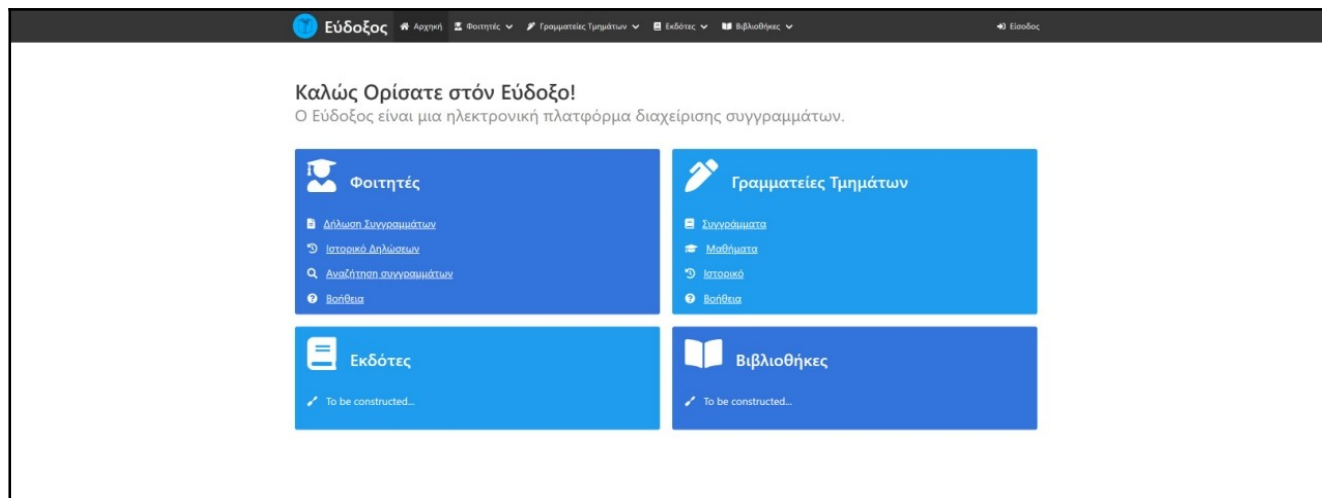 Εύδοξος Αρχηκή Φοιτητές Γραμματείες Τμημάτων Εκδότες Βιβλιοθήκες Είσοδος
Καλώς Ορίσατε στόν Εύδοξο!
Ο Εύδοξος είναι μια ηλεκτρονική πλατφόρμα διαχείρισης συγγραμμάτων.
Φοιτητές
Δήλωση Συγγραμμάτων
Ιστορικό Δηλώσεων
Αναζήτηση συγγραμμάτων
Βοήθεια
Γραμματείες Τμημάτων
Συγγράμματα
Μαθήματα
Ιστορικό
Βοήθεια
Εκδότες
To be constructed...
Βιβλιοθήκες
To be constructed...